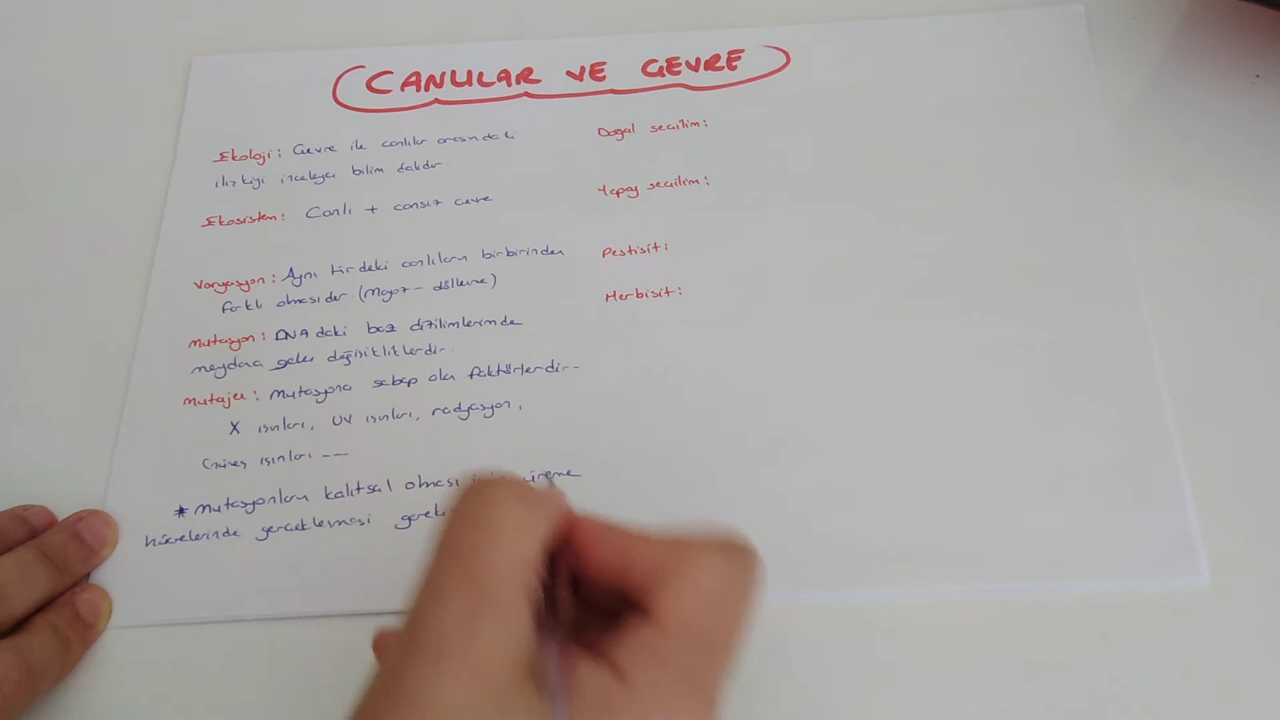 CANLILAR VE ÇEVRE
Ekoloji: Çevre ile canlılar arasındaki
ilişkiyi inceleyen bilim dalıdır.
Ekosistem: Canlı + cansız çevre
Varyasyon: Aynı türdeki canlıların birbirinden
farklı olmasıdır. (Mayoz - döllenme)
Mutasyon: DNA daki baz dizilimlerinde
meydana gelen değişikliklerdir.
Mutajen: Mutasyona sebep olan faktörlerdir--
X ışınları, UV ışınları, radyasyon,
Güneş ışınları ---
* Mutasyonların kalıtsal olması üreme
hücrelerinde gerçekleşmesi
Doğal seçilim:
Yapay seçilim:
Pestisit:
Herbisit: